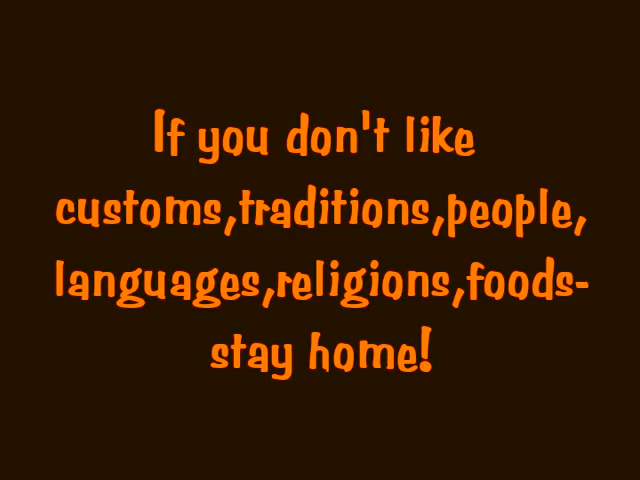 If you don't like
customs,traditions,people,
languages,religions,foods-
stay home!